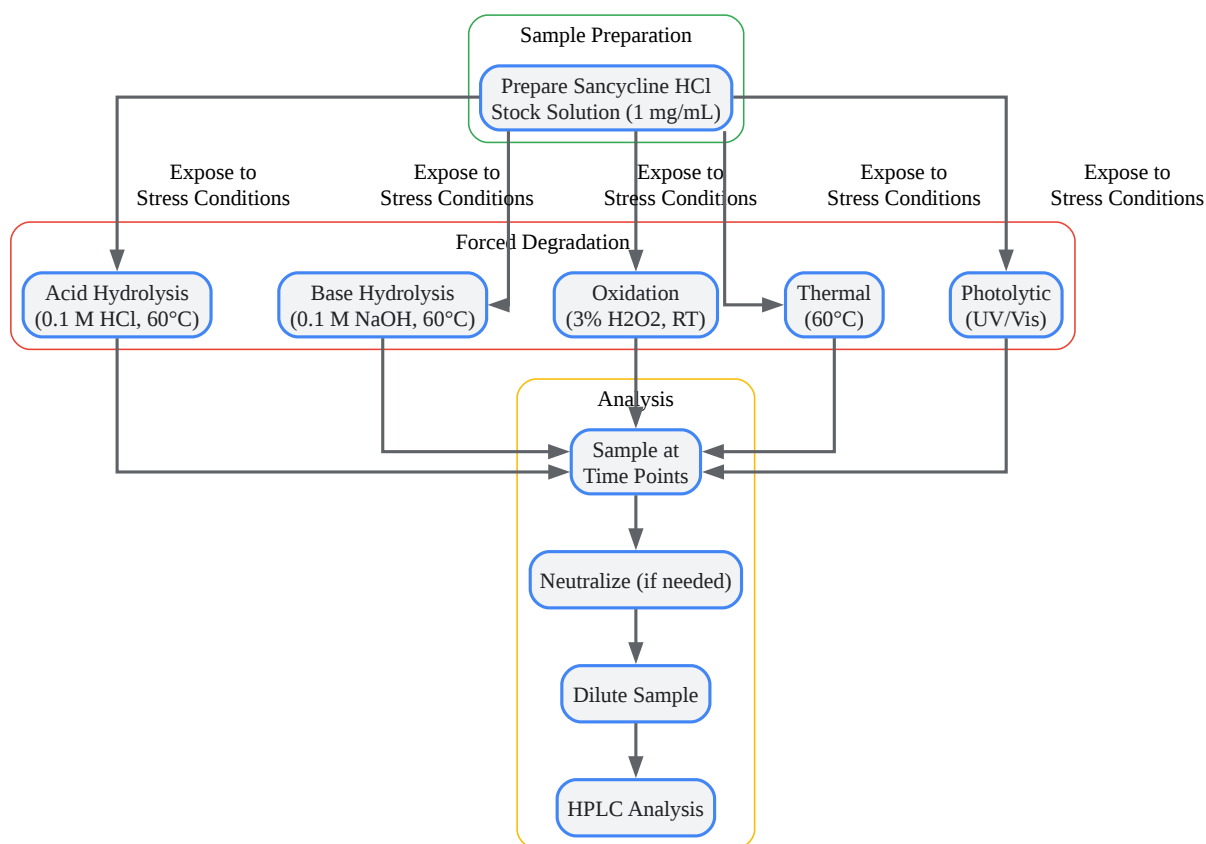 Sample Preparation
Prepare Sancycline HCl
Stock Solution (1 mg/mL)
Expose to
Stress Conditions
Expose to
Stress Conditions
Expose to
Stress Conditions
Expose to
Stress Conditions
Expose to
Stress Conditions
Forced Degradation
Acid Hydrolysis
(0.1 M HCl, 60°C)
Base Hydrolysis
(0.1 M NaOH, 60°C)
Oxidation
(3% H2O2, RT)
Thermal
(60°C)
Photolytic
(UV/Vis)
Analysis
Sample at
Time Points
Neutralize (if needed)
Dilute Sample
HPLC Analysis